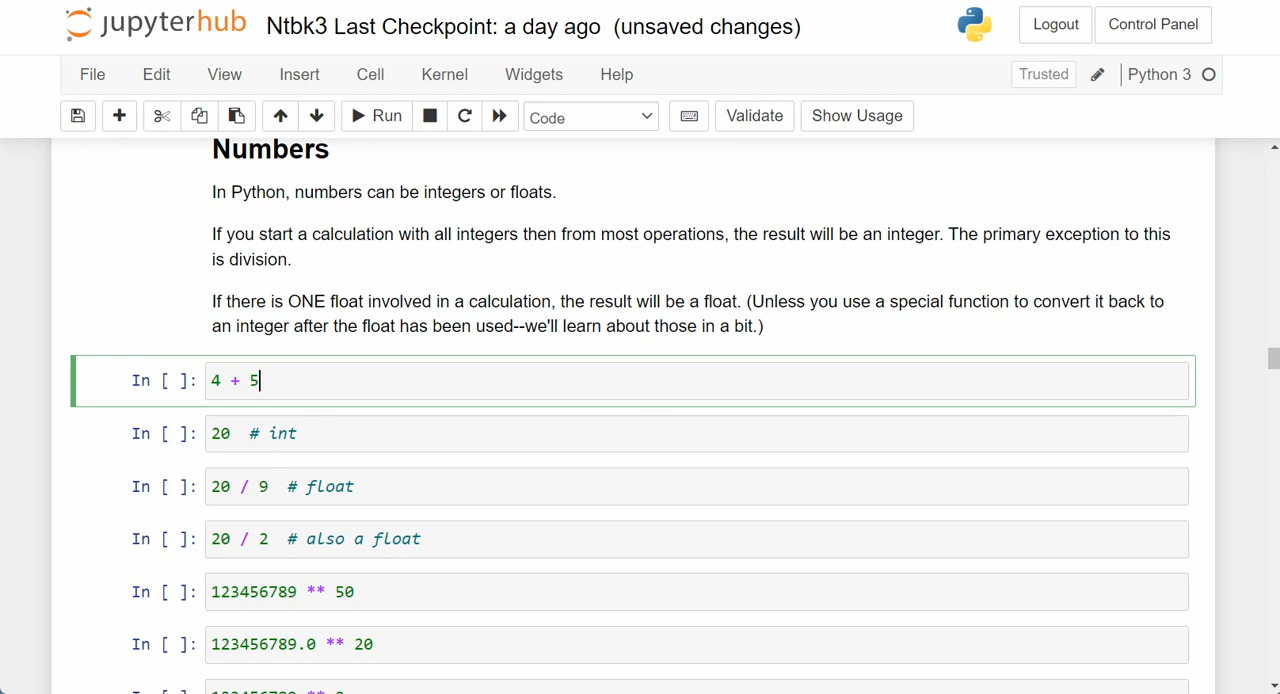 jupyterhub Ntbk3 Last Checkpoint: a day ago (unsaved changes) Logout Control Panel
File Edit View Insert Cell Kernel Widgets Help Trusted Python 3
Run Code Validate Show Usage
Numbers
In Python, numbers can be integers or floats.
If you start a calculation with all integers then from most operations, the result will be an integer. The primary exception to this
is division.
If there is ONE float involved in a calculation, the result will be a float. (Unless you use a special function to convert it back to
an integer after the float has been used--we'll learn about those in a bit.)
In [ ]: 4 + 5
In [ ]: 20 # int
In [ ]: 20 / 9 # float
In [ ]: 20 / 2 # also a float
In [ ]: 123456789 ** 50
In [ ]: 123456789.0 ** 20